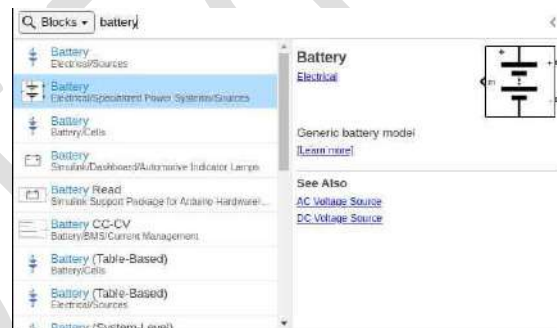 Blocks
battery
Battery
Electrical/Sources
Battery
Electrical/Specialized Power Systems/Sources
Battery
Battery/Cells
Battery
Simulink/Dashboard/Automotive Indicator Lamps
Battery Read
Simulink Support Package for Arduino Hardware/...
Battery CC-CV
Battery/BMS/Current Management
Battery (Table-Based)
Battery/Cells
Battery (Table-Based)
Electrical/Sources
Battery (System-Level)
Battery
Electrical
Generic battery model
[Learn more]
See Also
AC Voltage Source
DC Voltage Source